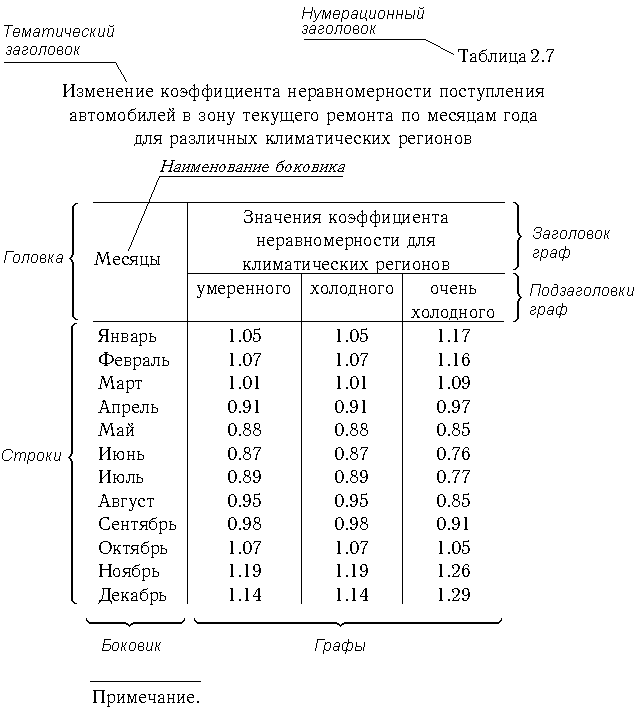 Нумерационный
заголовок
Тематический
заголовок
Таблица 2.7
Изменение коэффициента неравномерности поступления
автомобилей в зону текущего ремонта по месяцам года
для различных климатических регионов
Наименование боковика
Головка
Месяцы
Значения коэффициента
неравномерности для
климатических регионов
Заголовок
граф
умеренного холодного очень
холодного
Подзаголовки
граф
Строки
Январь 1.05 1.05 1.17
Февраль 1.07 1.07 1.16
Март 1.01 1.01 1.09
Апрель 0.91 0.91 0.97
Май 0.88 0.88 0.85
Июнь 0.87 0.87 0.76
Июль 0.89 0.89 0.77
Август 0.95 0.95 0.85
Сентябрь 0.98 0.98 0.91
Октябрь 1.07 1.07 1.05
Ноябрь 1.19 1.19 1.26
Декабрь 1.14 1.14 1.29
Боковик Графы
Примечание.